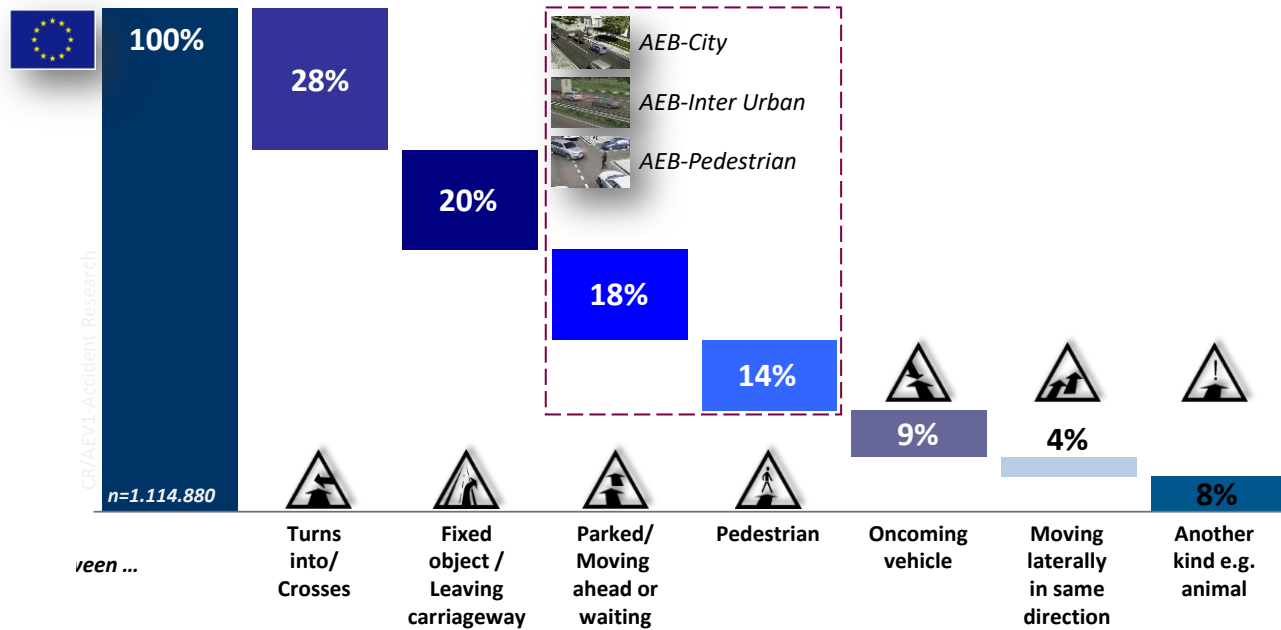 100%
28%
20%
18%
14%
9%
4%
8%
AEB-City
AEB-Inter Urban
AEB-Pedestrian
CR/AEV1-Accident Research
n=1.114.880
Turns
into/
Crosses
Fixed
object /
Leaving
carriageway
Parked/
Moving
ahead or
waiting
Pedestrian
Oncoming
vehicle
Moving
laterally
in same
direction
Another
kind e.g.
animal